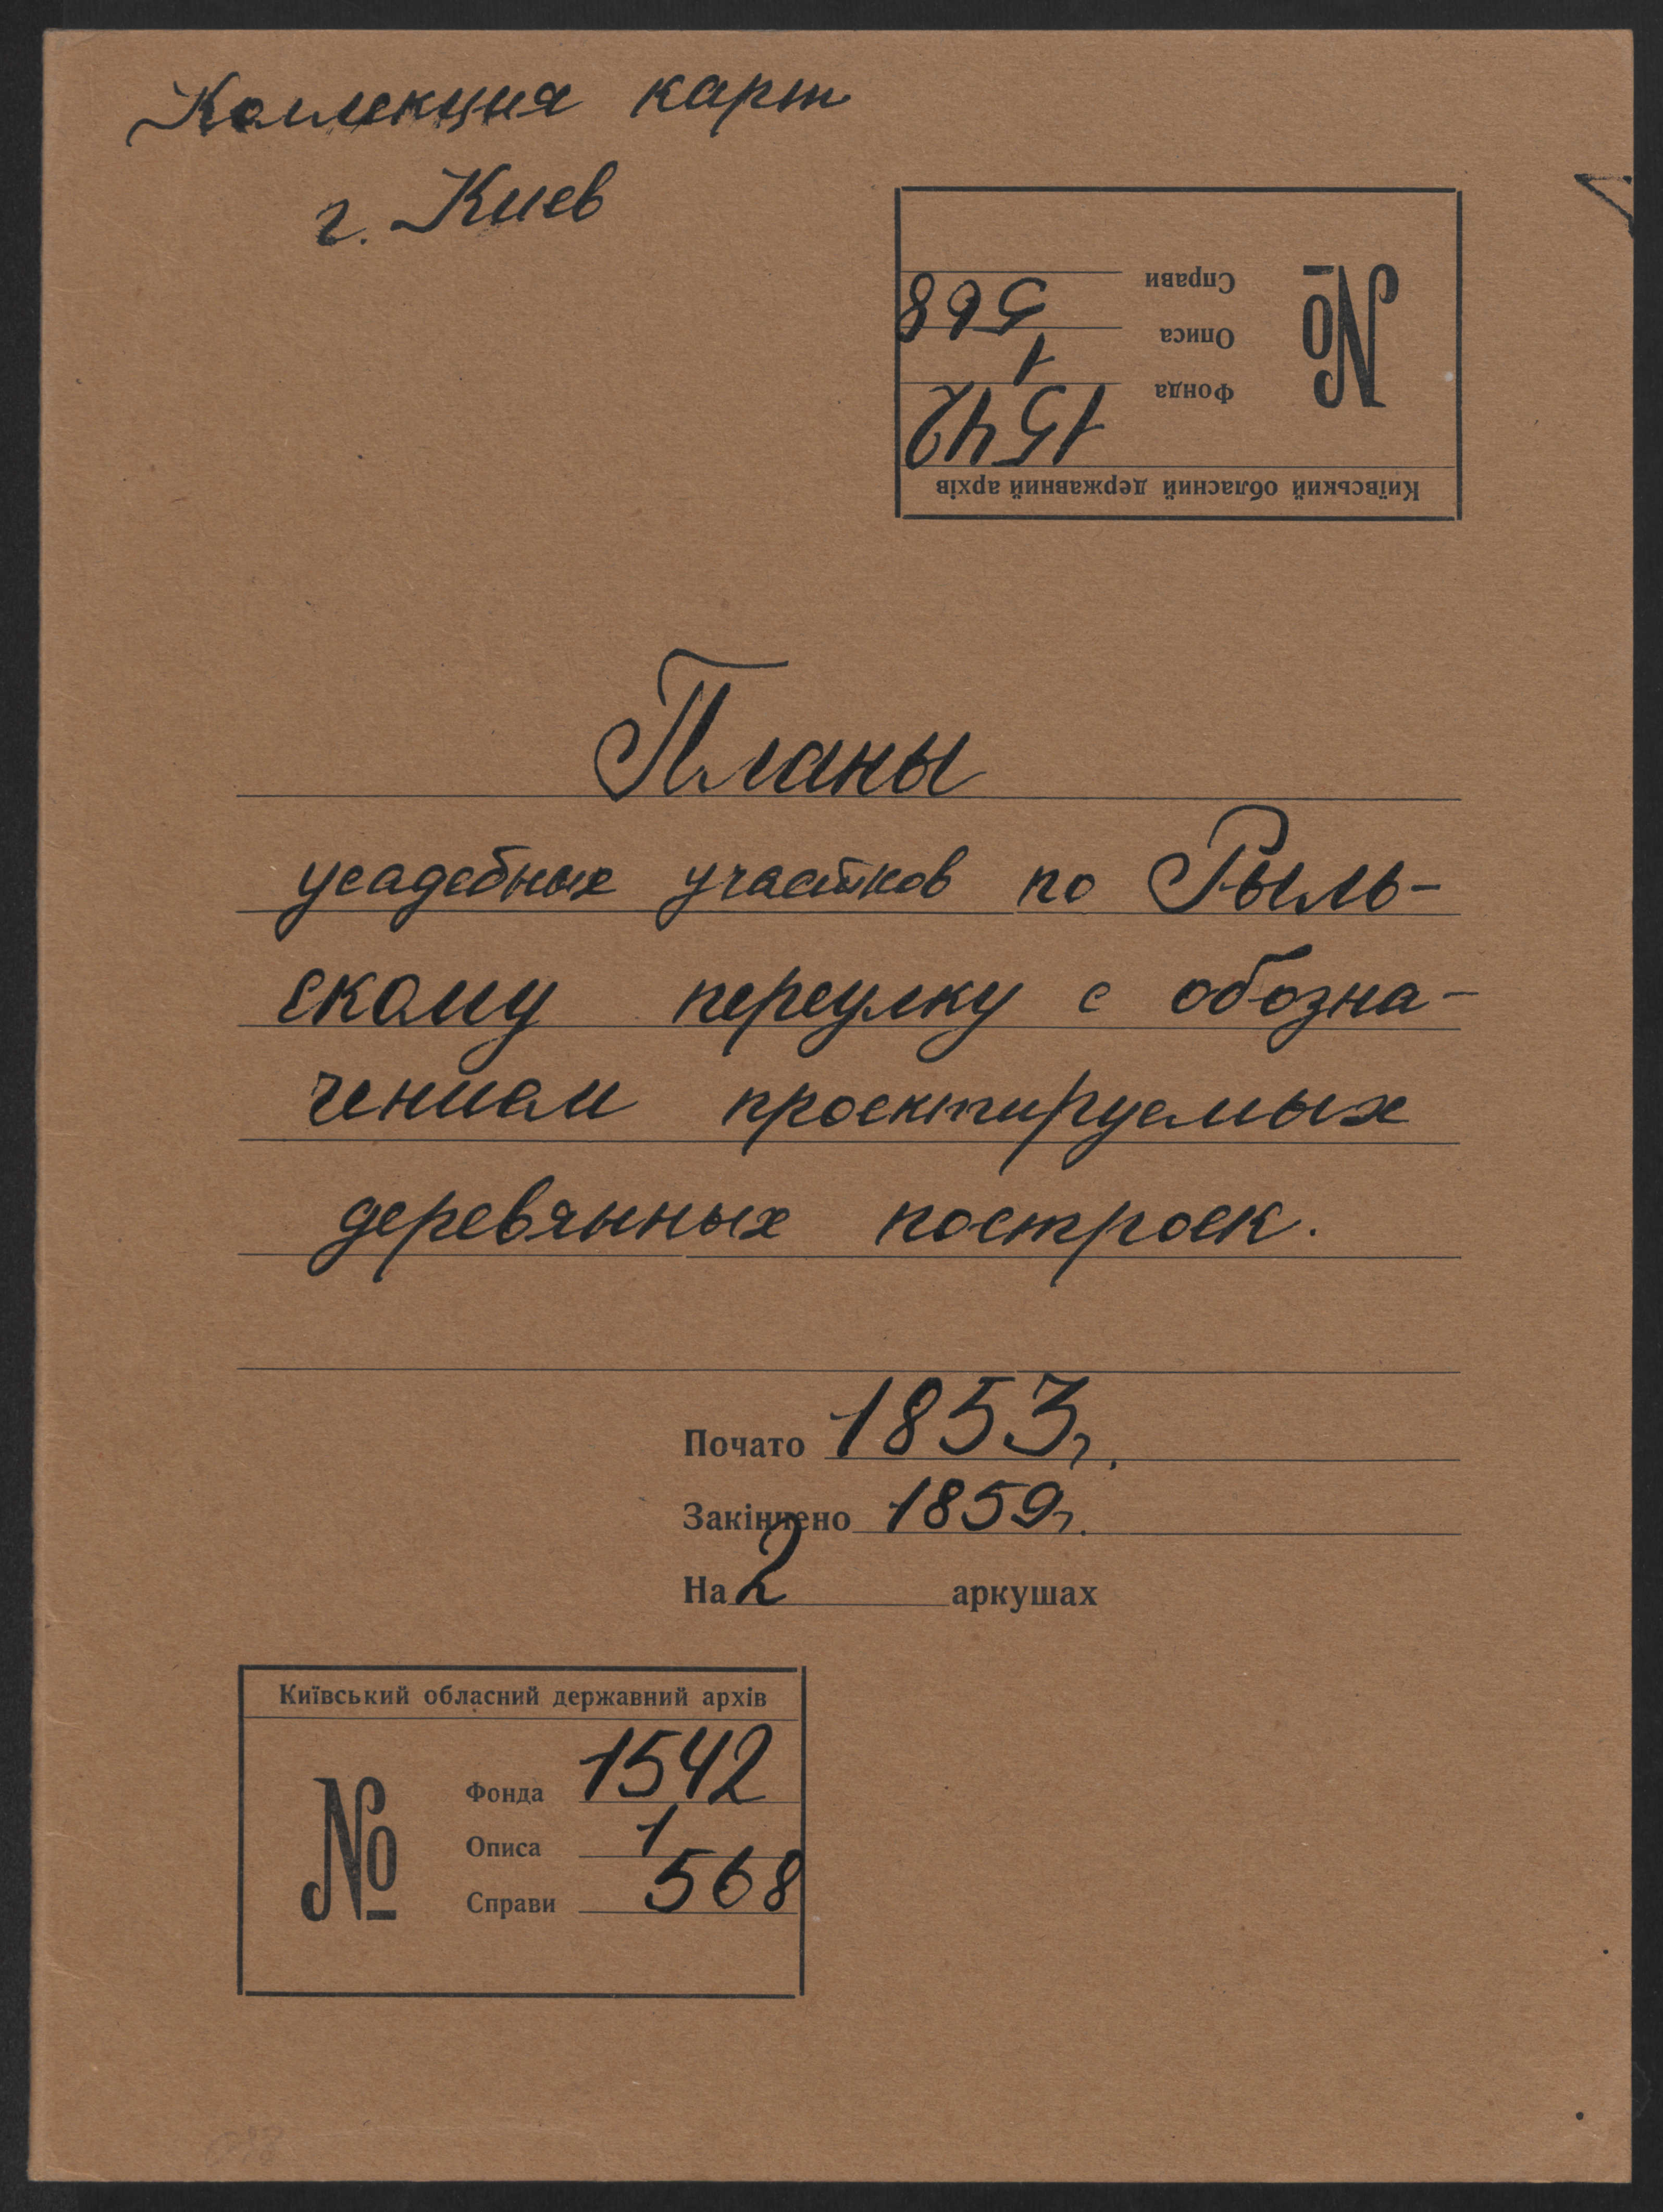 Коллекция карт
г. Киев
Київський обласний державний архів
№
Фонда 1542
Описа 1
Справи 568
Планы
усадебных участков по Рыль-
скому переулку с обозна-
чением проектируемых
деревянных построек.
Почато 1853г.
Закінчено 1859г.
На 2 аркушах
Київський обласний державний архів
№
Фонда 1542
Описа 1
Справи 568